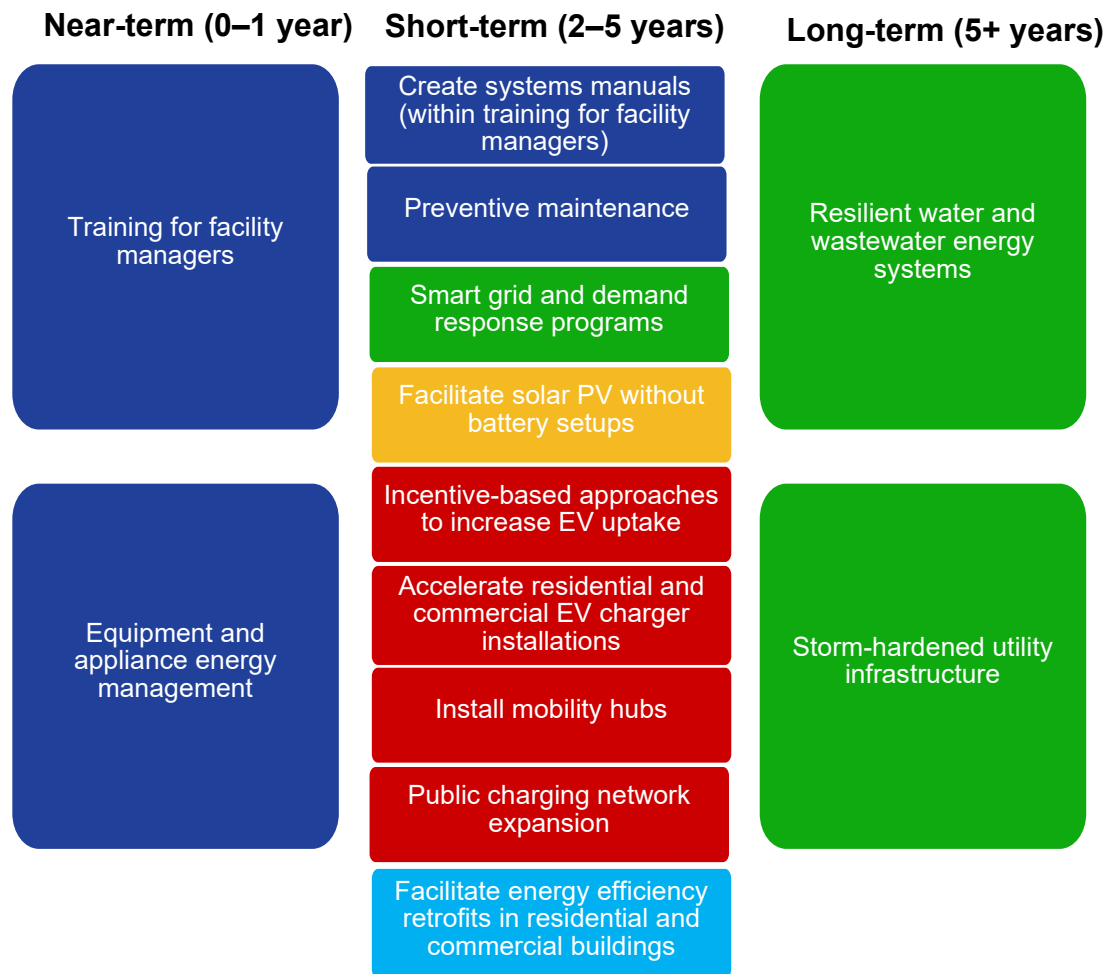 Near-term (0–1 year)
Short-term (2–5 years)
Long-term (5+ years)
Training for facility
managers
Equipment and
appliance energy
management
Create systems manuals
(within training for facility
managers)
Preventive maintenance
Smart grid and demand
response programs
Facilitate solar PV without
battery setups
Incentive-based approaches
to increase EV uptake
Accelerate residential and
commercial EV charger
installations
Install mobility hubs
Public charging network
expansion
Facilitate energy efficiency
retrofits in residential and
commercial buildings
Resilient water and
wastewater energy
systems
Storm-hardened utility
infrastructure